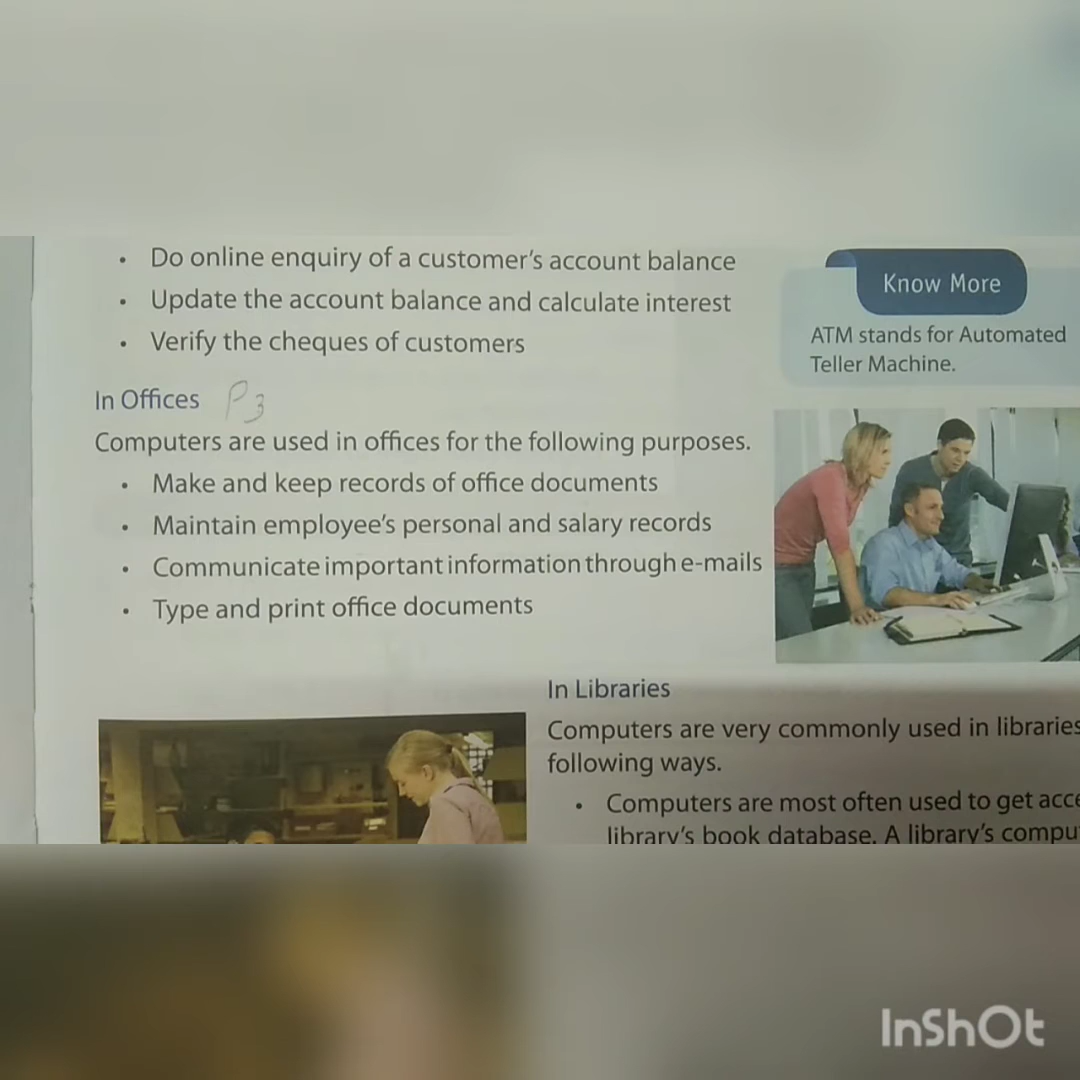 • Do online enquiry of a customer's account balance
• Update the account balance and calculate interest
• Verify the cheques of customers
Know More
ATM stands for Automated
Teller Machine.
In Offices P3
Computers are used in offices for the following purposes.
• Make and keep records of office documents
• Maintain employee's personal and salary records
• Communicate important information through e-mails
• Type and print office documents
In Libraries
Computers are very commonly used in libraries
following ways.
• Computers are most often used to get acce
library's book database. A library's compu
InShOt